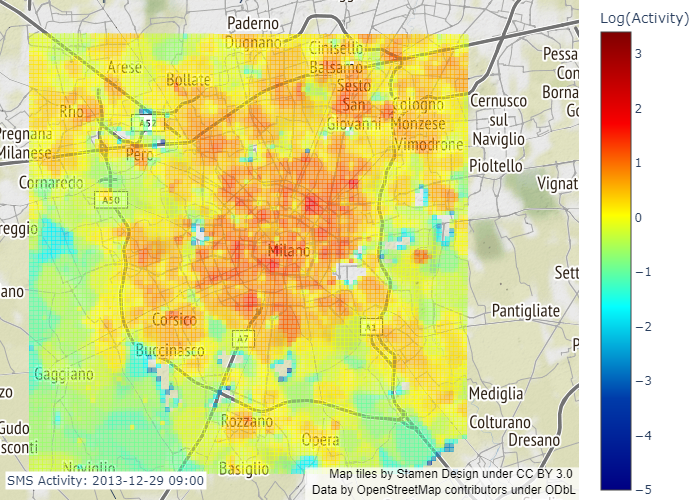 Paderno
Dugnano
Cinisello
Balsamo
Arese
Bollate
Sesto
San
Giovanni
Rho
A52
Cologno
Monzese
Vimodrone
Pero
Pregnana
Milanese
Cornaredo
A50
Cernusco
sul
Naviglio
Pioltello
Pessa
Con
Borna
Go
Vignat
reggio
Milano
ano
Sett
Pantigliate
Corsico
A7
A1
Buccinasco
Gaggiano
zo
Mediglia
Rozzano
Opera
Colturano
Dresano
Gudo
sconti
Noviglio
Basiglio
P
SMS Activity: 2013-12-29 09:00
Map tiles by Stamen Design under CC BY 3.0
Data by OpenStreetMap contributors under ODbL
Log(Activity)
3
2
1
0
−1
−2
−3
−4
−5